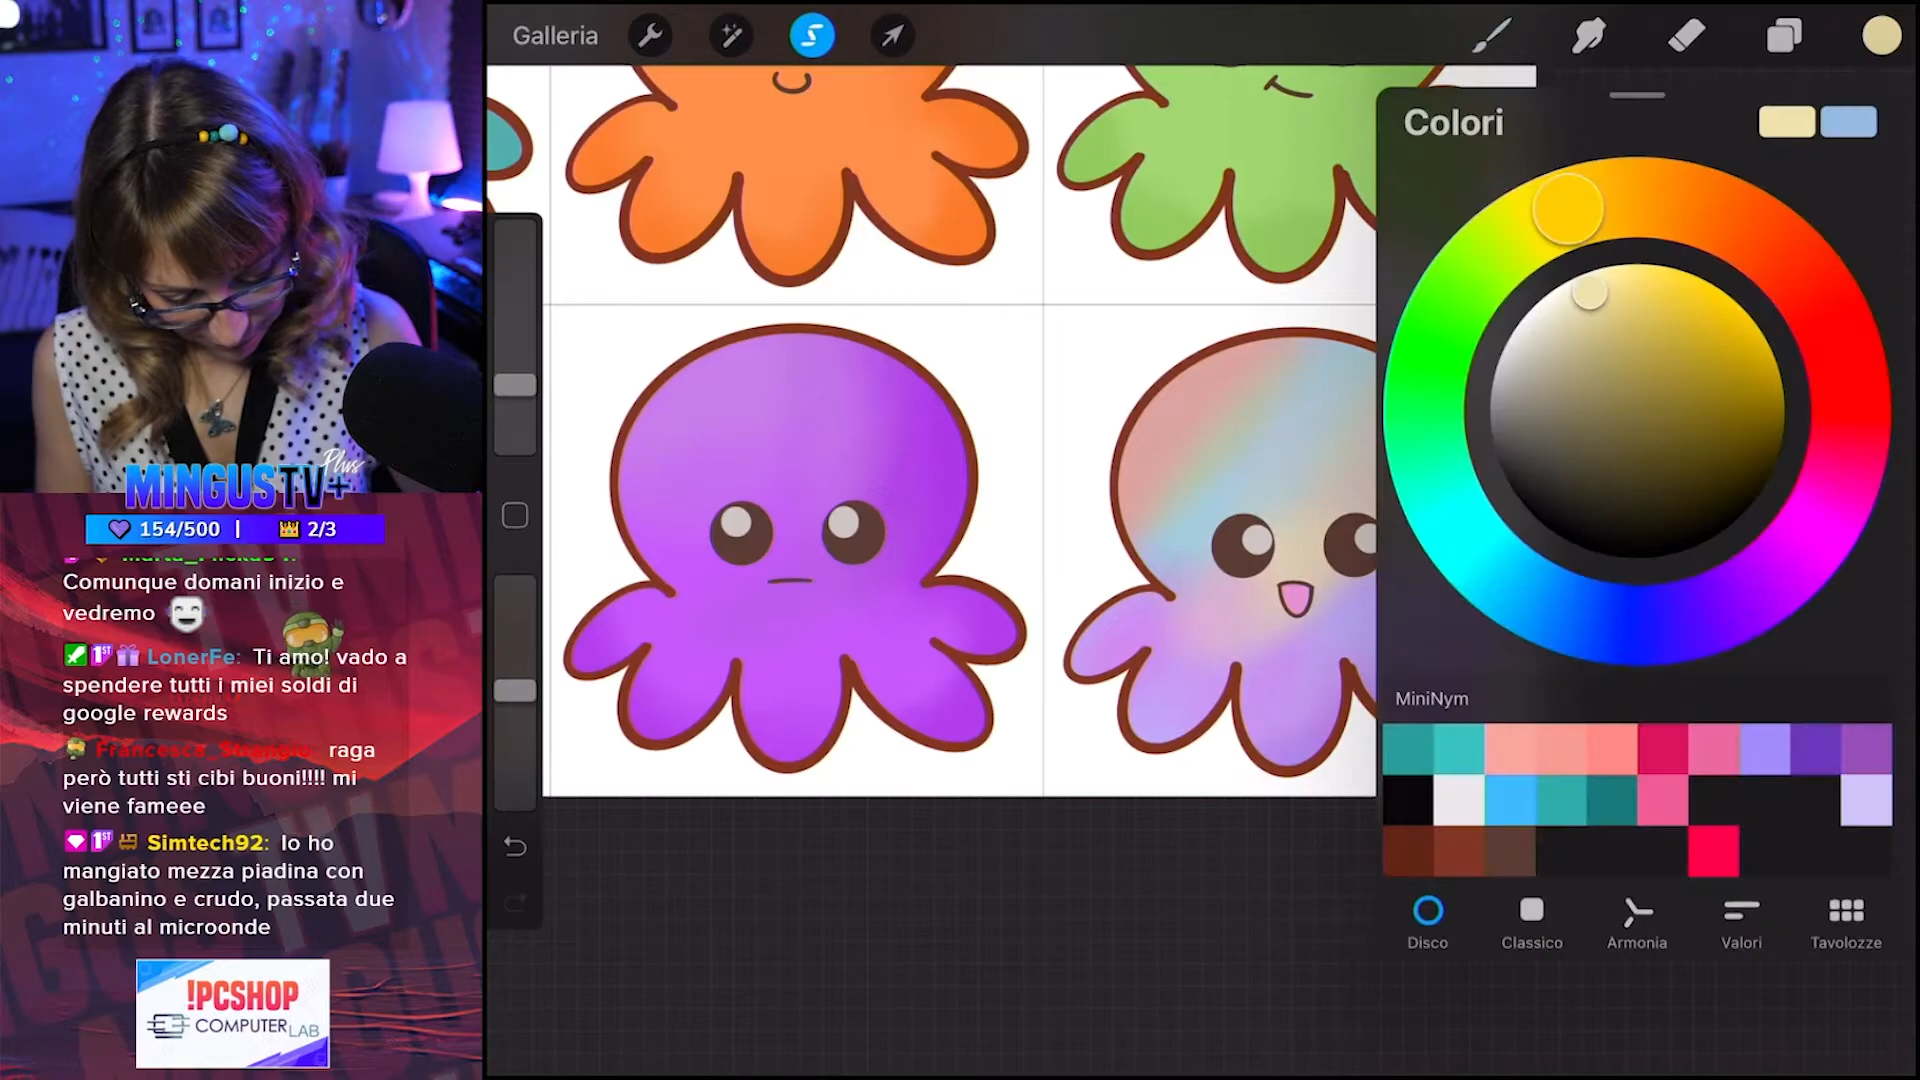 Galleria
Colori
MINGUSTV+
Plus
154/500 | 2/3
Comunque domani inizio e
vedremo
1ST LonerFe: Ti amo! vado a
spendere tutti i miei soldi di
google rewards
raga
però tutti sti cibi buoni!!!! mi
viene fameee
1ST Simtech92: Io ho
mangiato mezza piadina con
galbanino e crudo, passata due
minuti al microonde
!PCSHOP
COMPUTER LAB
MiniNym
Disco
Classico
Armonia
Valori
Tavolozze